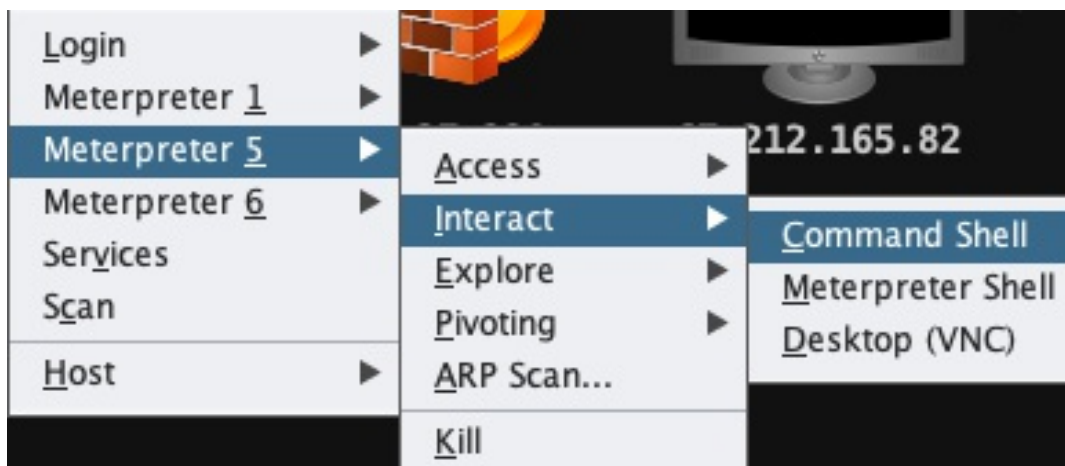 Login
Meterpreter 1
Meterpreter 5
Meterpreter 6
Services
Scan
Host
Access
Interact
Explore
Pivoting
ARP Scan...
Kill
212.165.82
Command Shell
Meterpreter Shell
Desktop (VNC)